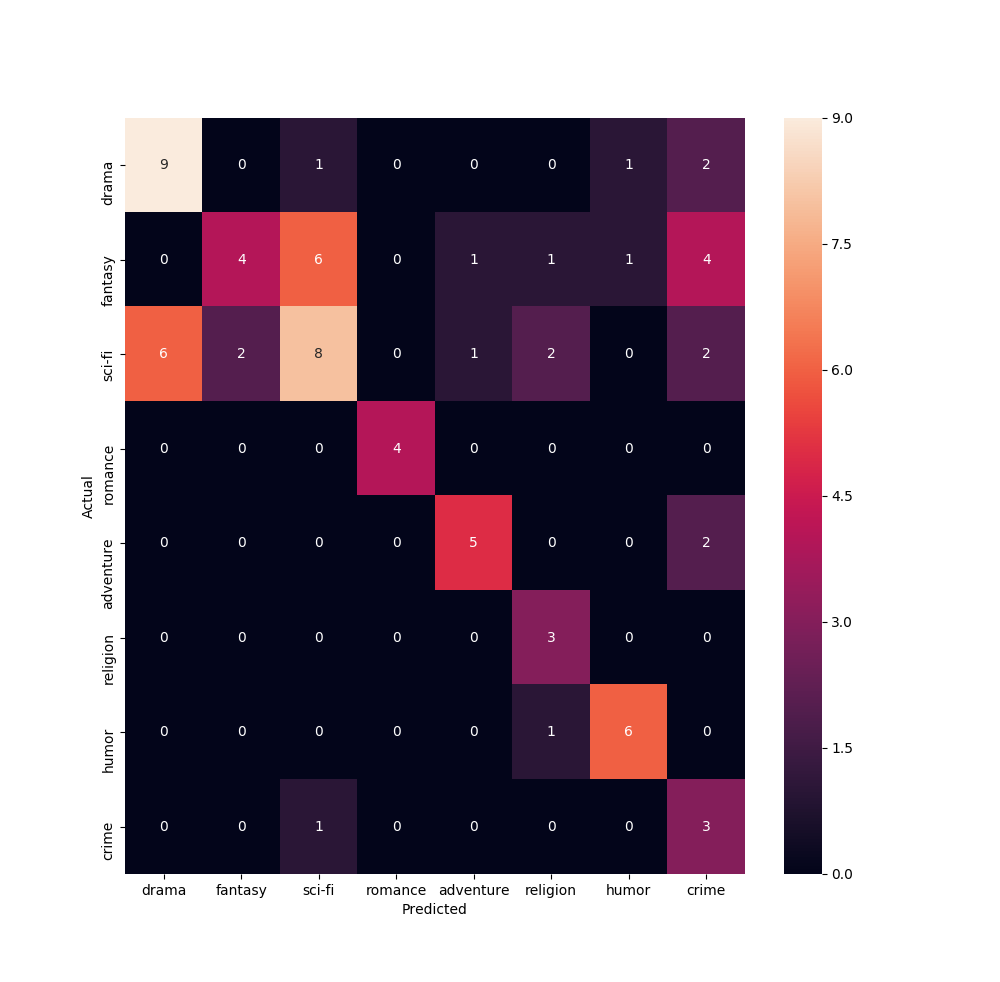 9.0
drama 9 0 1 0 0 0 1 2
7.5
fantasy 0 4 6 0 1 1 1 4
6.0
sci-fi 6 2 8 0 1 2 0 2
romance 0 0 0 4 0 0 0 0
4.5
Actual
adventure 0 0 0 0 5 0 0 2
3.0
religion 0 0 0 0 0 3 0 0
humor 0 0 0 0 0 1 6 0
1.5
crime 0 0 1 0 0 0 0 3
0.0
drama fantasy sci-fi romance adventure religion humor crime
Predicted